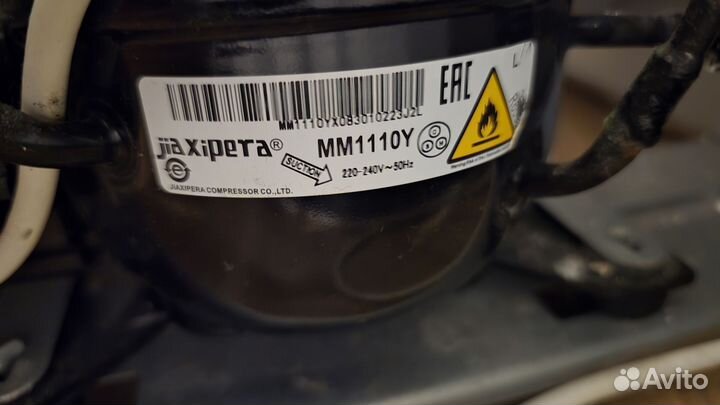 MM1110YX0B3010223J2L
EAC
jiaxipera®
MM1110Y
SUCTION
220-240V~50Hz
JIAXIPERA COMPRESSOR CO.,LTD.
Avito